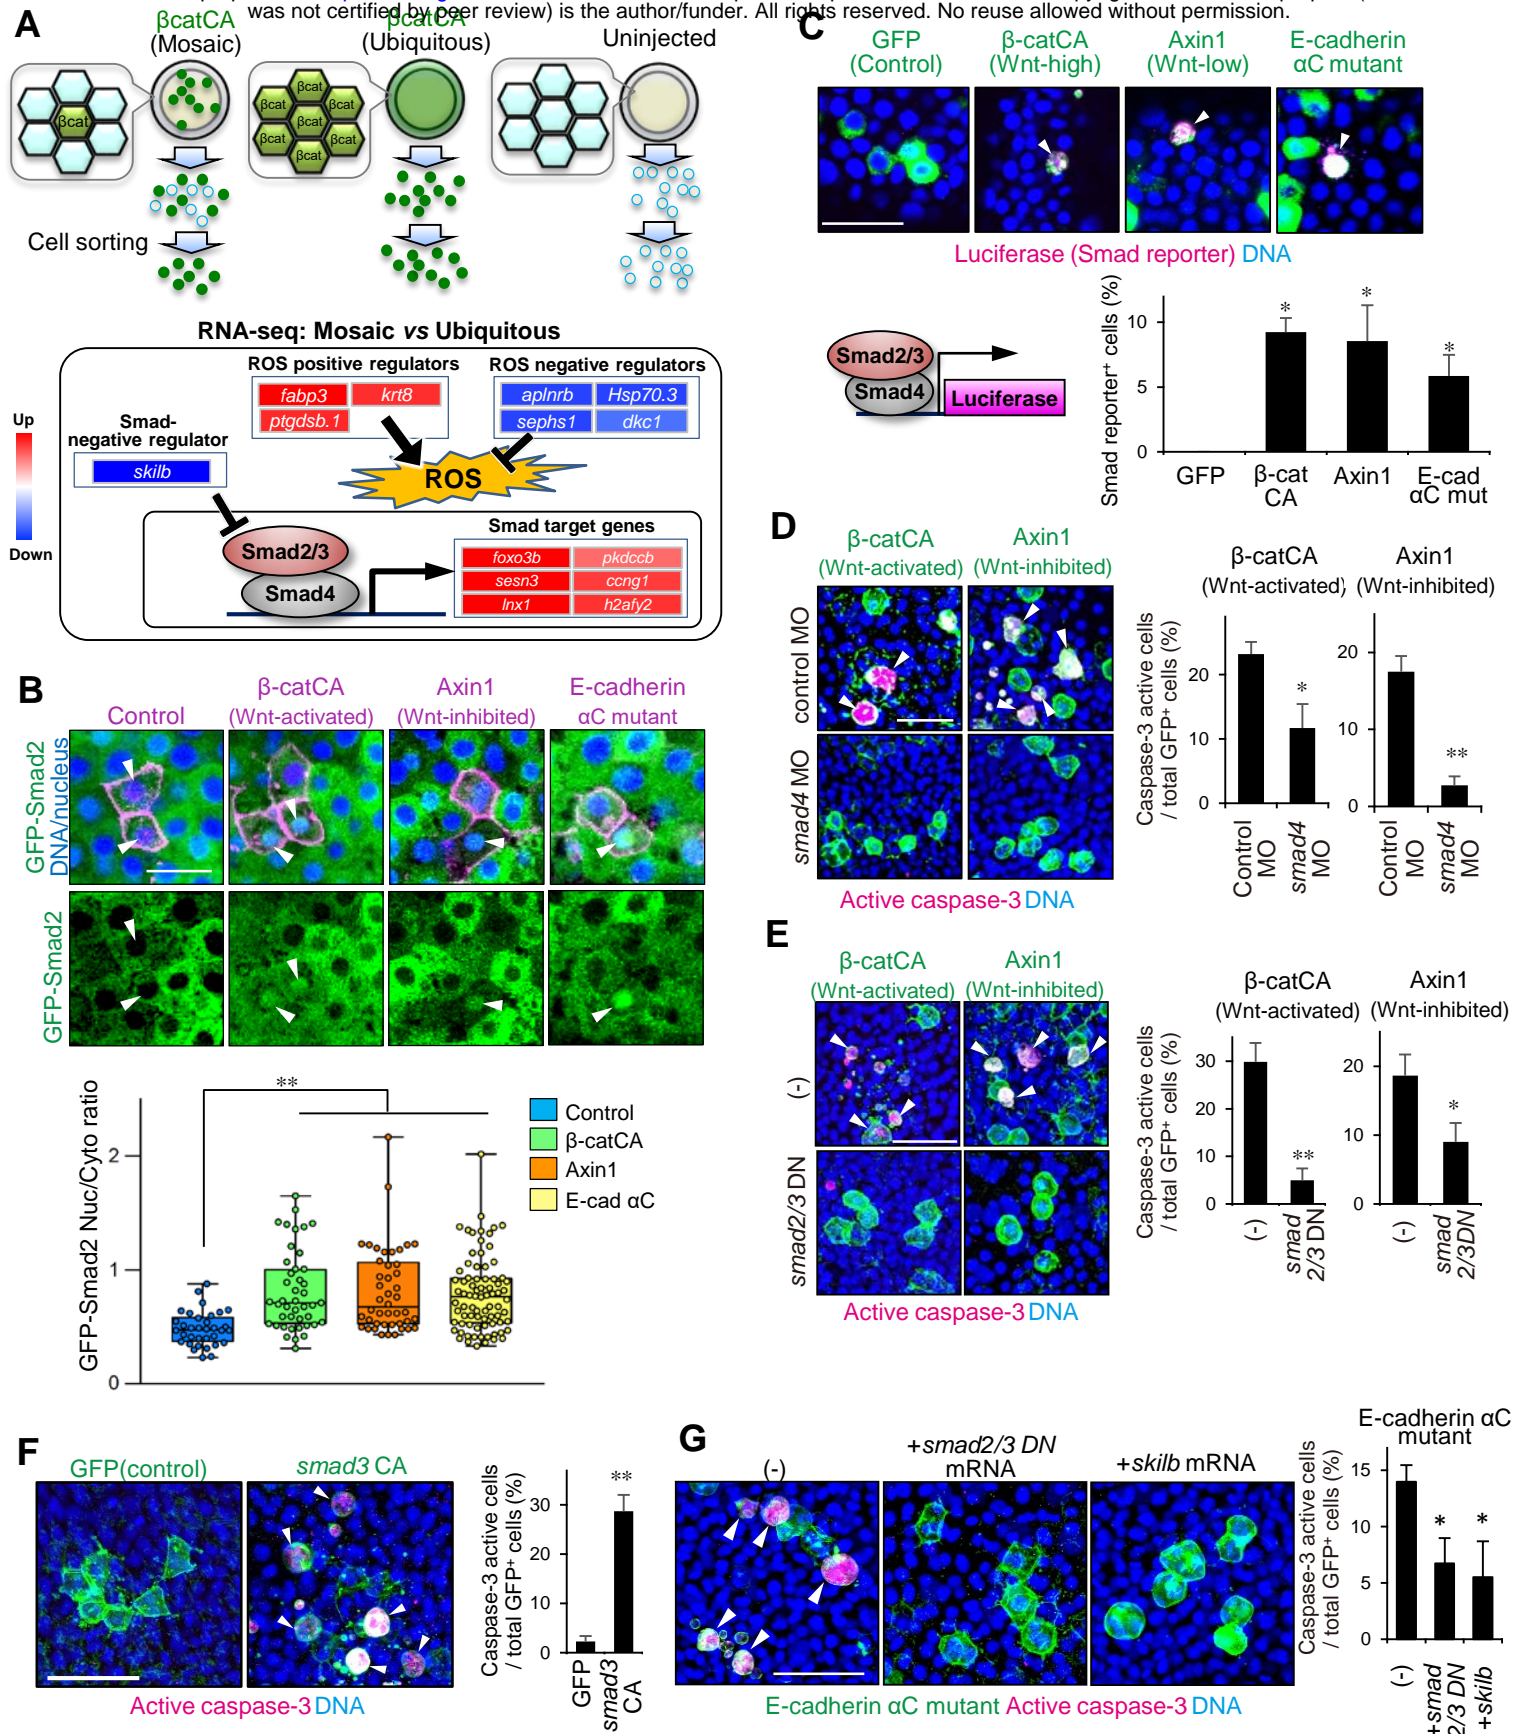 was not certified by peer review) is the author/funder. All rights reserved. No reuse allowed without permission.
A
βcatCA
(Mosaic)
βcatCA
(Ubiquitous)
Uninjected
βcat
βcat
βcat
βcat
βcat
βcat
βcat
βcat
Cell sorting
RNA-seq: Mosaic vs Ubiquitous
ROS positive regulators
fabp3
krt8
ptgdsb.1
ROS negative regulators
aplnrb
Hsp70.3
sephs1
dkc1
Up
Down
Smad-
negative regulator
skilb
ROS
Smad2/3
Smad4
Smad target genes
foxo3b
pkdccb
sesn3
ccng1
lnx1
h2afy2
B
Control
β-catCA
(Wnt-activated)
Axin1
(Wnt-inhibited)
E-cadherin
αC mutant
GFP-Smad2
DNA/nucleus
GFP-Smad2
GFP-Smad2 Nuc/Cyto ratio
2
1
0
**
Control
β-catCA
Axin1
E-cad αC
C
GFP
(Control)
β-catCA
(Wnt-high)
Axin1
(Wnt-low)
E-cadherin
αC mutant
Luciferase (Smad reporter) DNA
Smad2/3
Smad4
Luciferase
Smad reporter⁺ cells (%)
10
5
0
*
*
*
GFP
β-cat
CA
Axin1
E-cad
αC mut
D
β-catCA
(Wnt-activated)
Axin1
(Wnt-inhibited)
control MO
smad4 MO
Active caspase-3 DNA
β-catCA
(Wnt-activated)
Axin1
(Wnt-inhibited)
Caspase-3 active cells
/ total GFP⁺ cells (%)
20
10
0
*
Control
MO
smad4
MO
20
10
0
**
Control
MO
smad4
MO
E
β-catCA
(Wnt-activated)
Axin1
(Wnt-inhibited)
(-)
smad2/3 DN
Active caspase-3 DNA
β-catCA
(Wnt-activated)
Axin1
(Wnt-inhibited)
Caspase-3 active cells
/ total GFP⁺ cells (%)
30
20
10
0
**
(-)
smad
2/3 DN
20
10
0
*
(-)
smad
2/3DN
F
GFP(control)
smad3 CA
Active caspase-3 DNA
Caspase-3 active cells
/ total GFP⁺ cells (%)
30
20
10
0
**
GFP
smad3
CA
G
(-)
+smad2/3 DN
mRNA
+skilb mRNA
E-cadherin αC mutant Active caspase-3 DNA
E-cadherin αC
mutant
Caspase-3 active cells
/ total GFP⁺ cells (%)
15
10
5
0
*
*
(-)
+smad
2/3 DN
+skilb